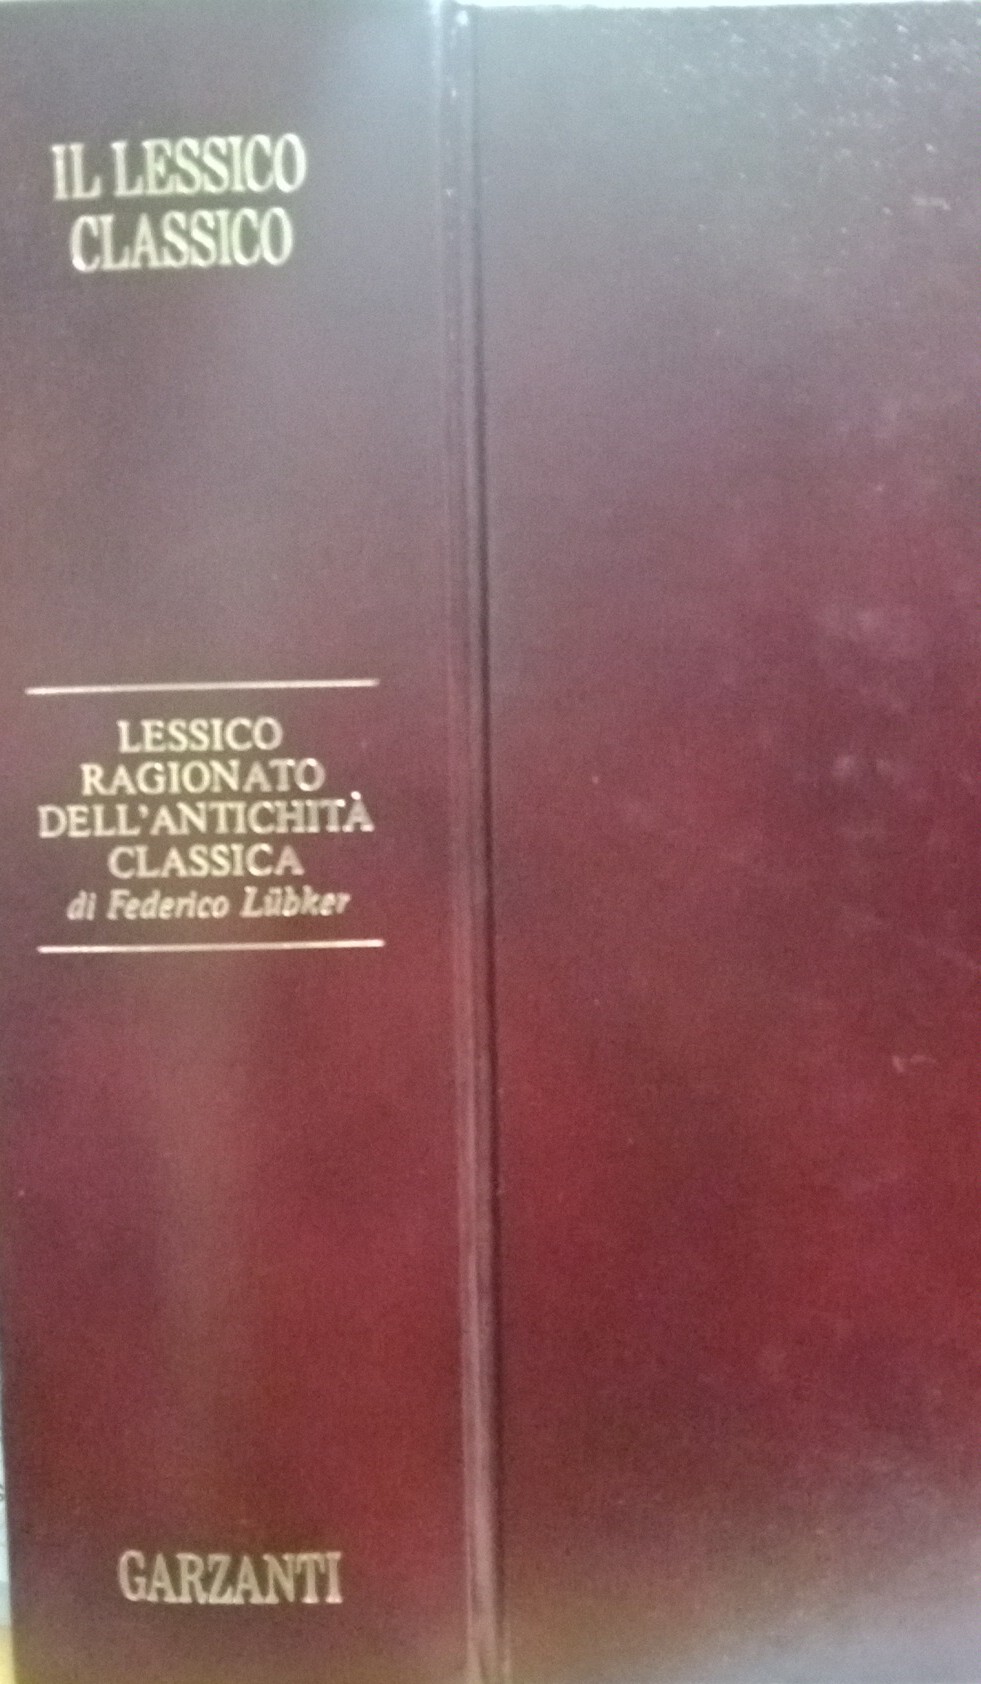 IL LESSICO
CLASSICO
LESSICO
RAGIONATO
DELL'ANTICHITÀ
CLASSICA
di Federico Lübker
GARZANTI